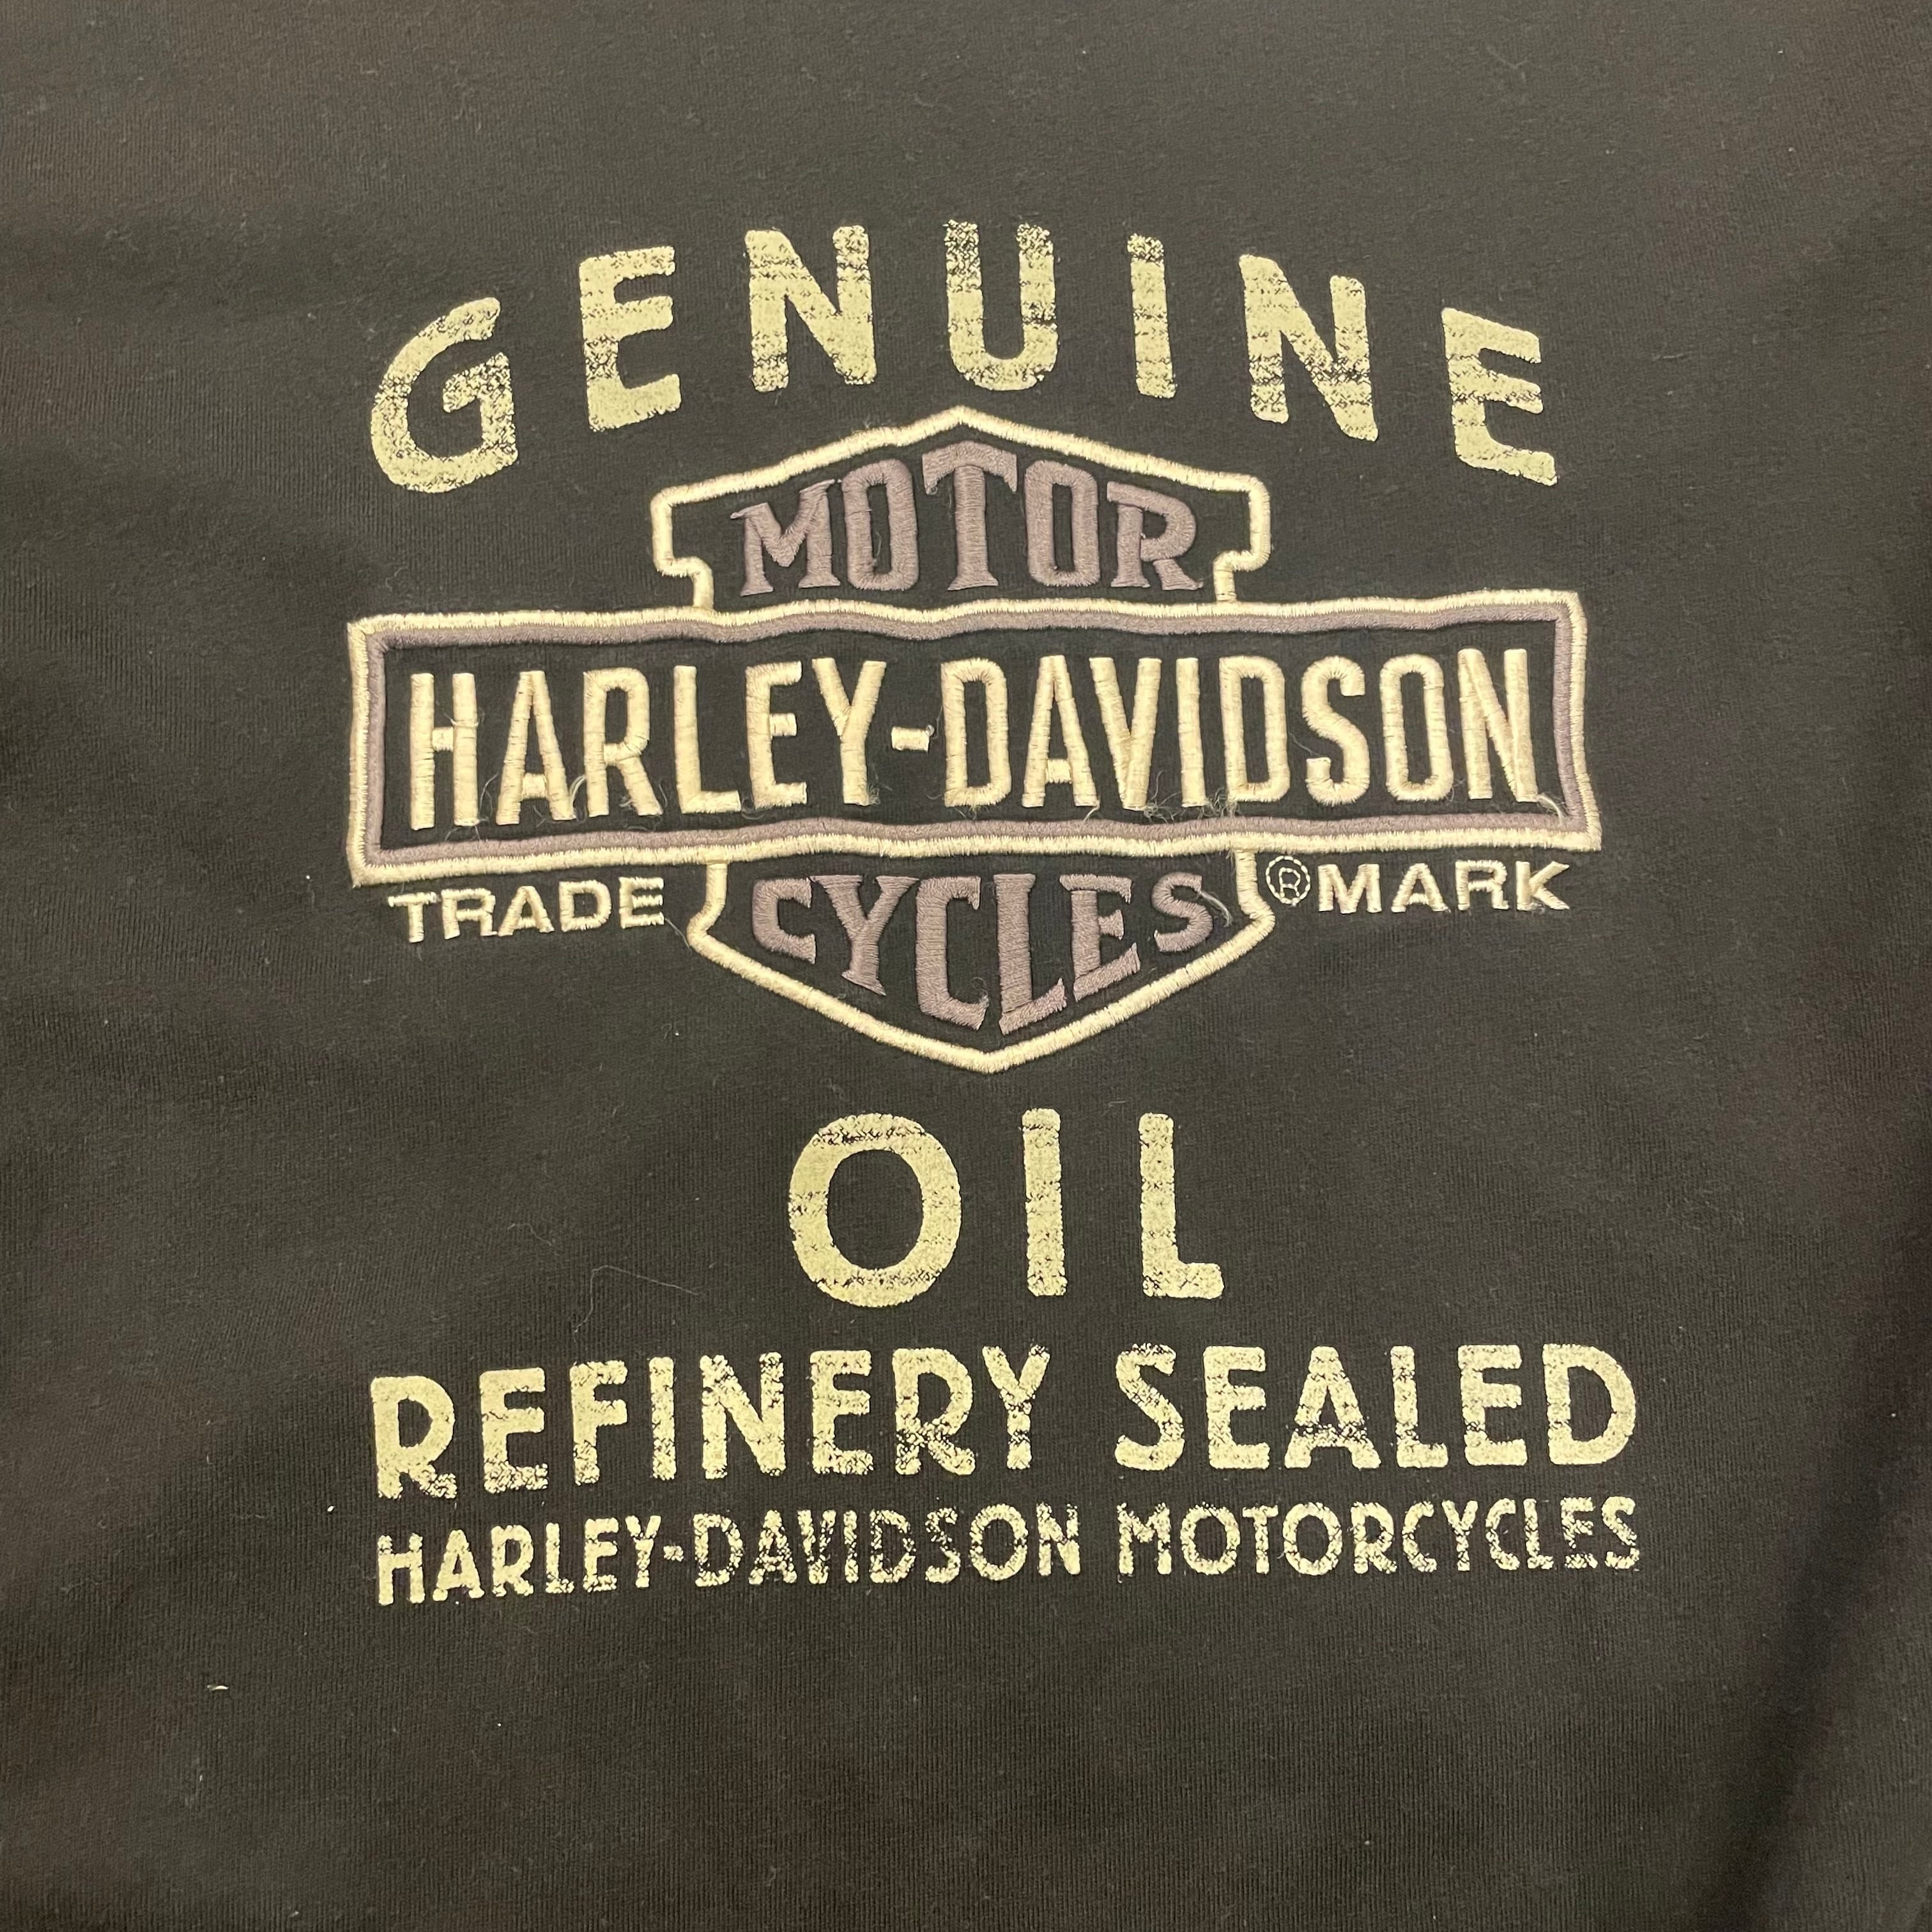 GENUINE
MOTOR
HARLEY-DAVIDSON
TRADE CYCLES ®MARK
OIL
REFINERY SEALED
HARLEY-DAVIDSON MOTORCYCLES